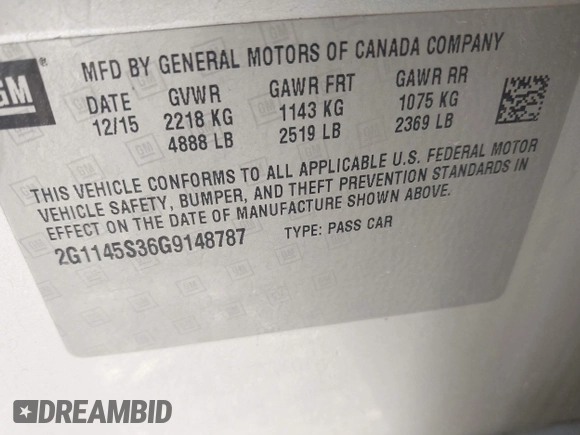 GM
MFD BY GENERAL MOTORS OF CANADA COMPANY
DATE GVWR GAWR FRT GAWR RR
12/15 2218 KG 1143 KG 1075 KG
4888 LB 2519 LB 2369 LB
THIS VEHICLE CONFORMS TO ALL APPLICABLE U.S. FEDERAL MOTOR
VEHICLE SAFETY, BUMPER, AND THEFT PREVENTION STANDARDS IN
EFFECT ON THE DATE OF MANUFACTURE SHOWN ABOVE.
2G1145S36G9148787 TYPE: PASS CAR
DREAMBID